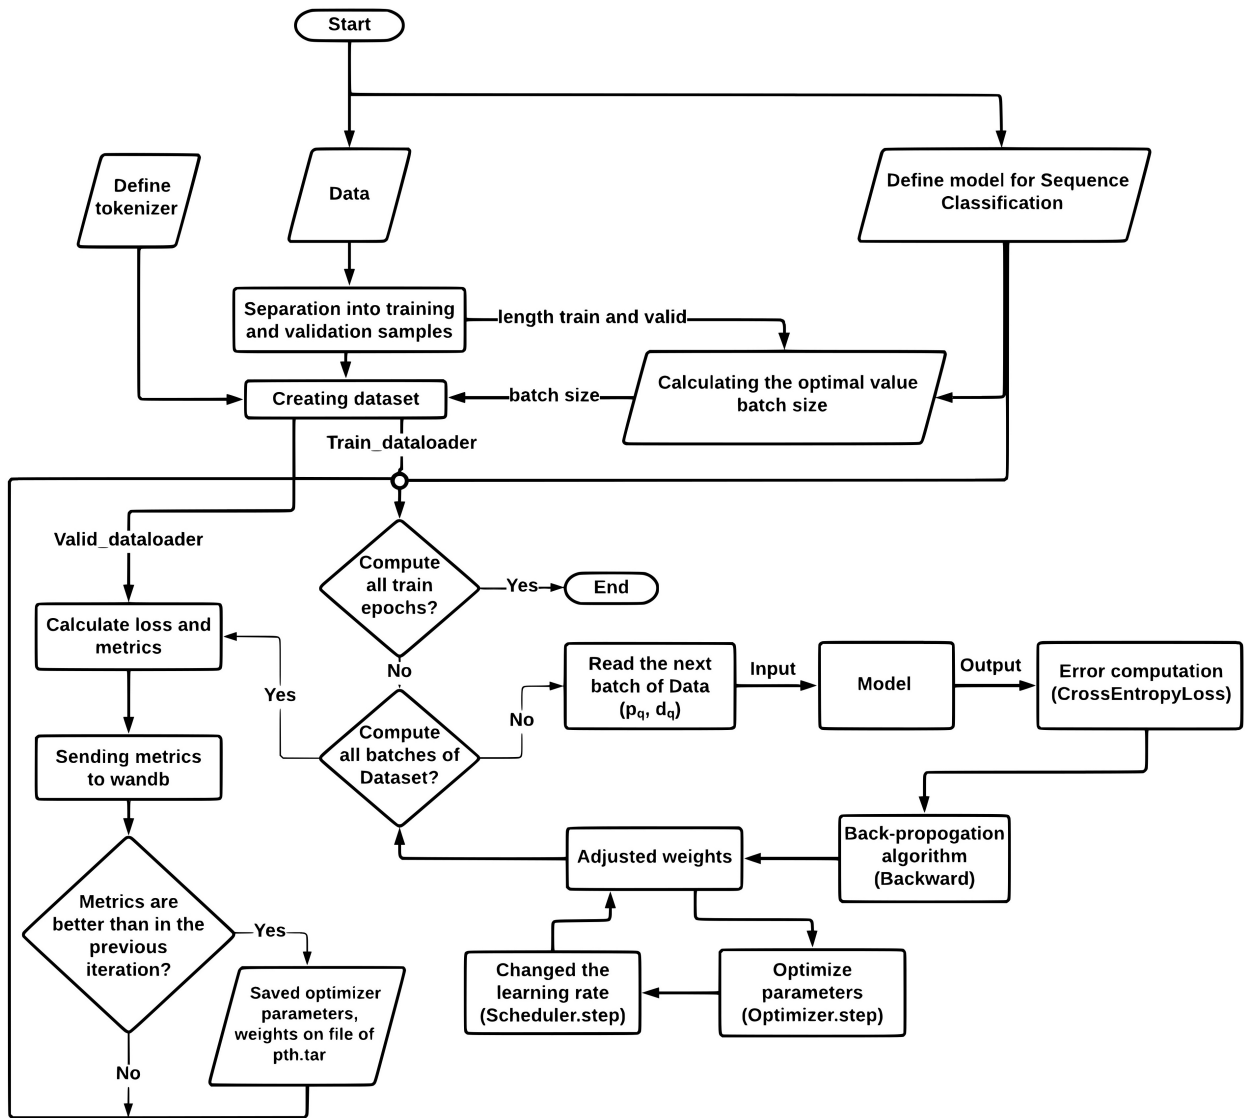 Start
Define
tokenizer
Data
Define model for Sequence
Classification
Separation into training
and validation samples
length train and valid
Calculating the optimal value
batch size
batch size
Creating dataset
Train_dataloader
Valid_dataloader
Compute
all train
epochs?
Yes
End
No
Calculate loss and
metrics
Yes
Compute
all batches of
Dataset?
No
Read the next
batch of Data
(pq, dq)
Input
Model
Output
Error computation
(CrossEntropyLoss)
Sending metrics
to wandb
Back-propogation
algorithm
(Backward)
Adjusted weights
Metrics are
better than in the
previous
iteration?
Yes
Changed the
learning rate
(Scheduler.step)
Optimize
parameters
(Optimizer.step)
Saved optimizer
parameters,
weights on file of
pth.tar
No